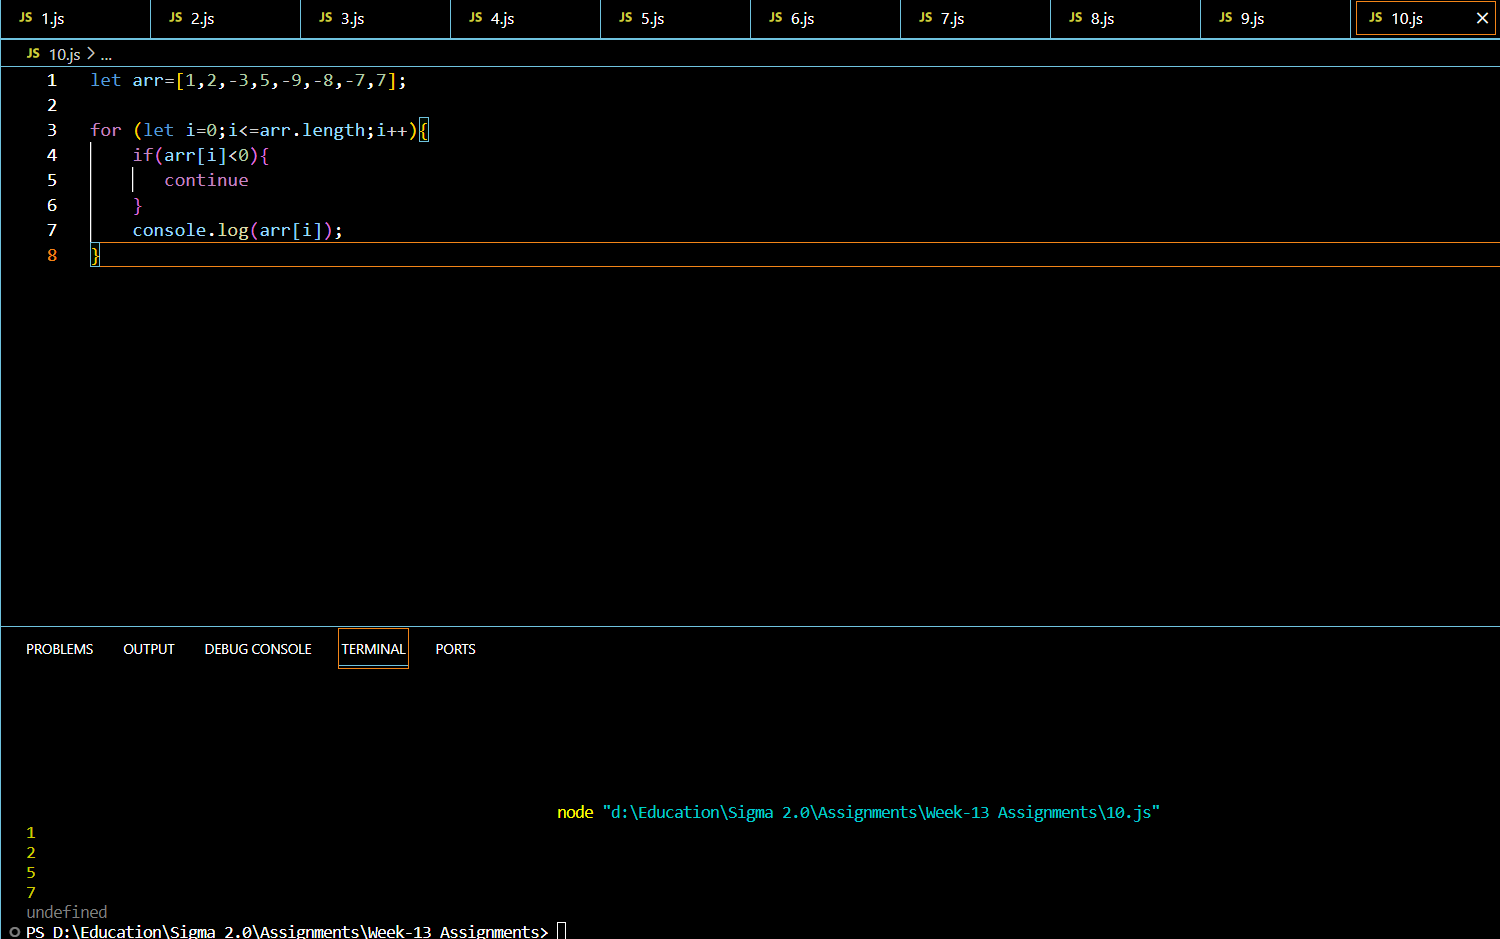 JS 1.js JS 2.js JS 3.js JS 4.js JS 5.js JS 6.js JS 7.js JS 8.js JS 9.js JS 10.js
JS 10.js > ...
1 let arr=[1,2,-3,5,-9,-8,-7,7];
2
3 for (let i=0;i<=arr.length;i++){
4 if(arr[i]<0){
5 continue
6 }
7 console.log(arr[i]);
8 }
PROBLEMS OUTPUT DEBUG CONSOLE TERMINAL PORTS
node "d:\Education\Sigma 2.0\Assignments\Week-13 Assignments\10.js"
1
2
5
7
undefined
PS D:\Education\Sigma 2.0\Assignments\Week-13 Assignments>